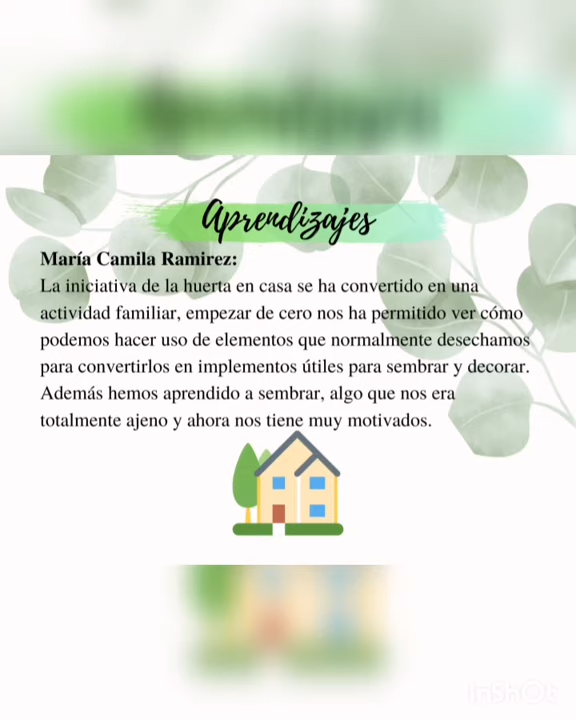 Aprendizajes
María Camila Ramirez:
La iniciativa de la huerta en casa se ha convertido en una
actividad familiar, empezar de cero nos ha permitido ver cómo
podemos hacer uso de elementos que normalmente desechamos
para convertirlos en implementos útiles para sembrar y decorar.
Además hemos aprendido a sembrar, algo que nos era
totalmente ajeno y ahora nos tiene muy motivados.
InShOt